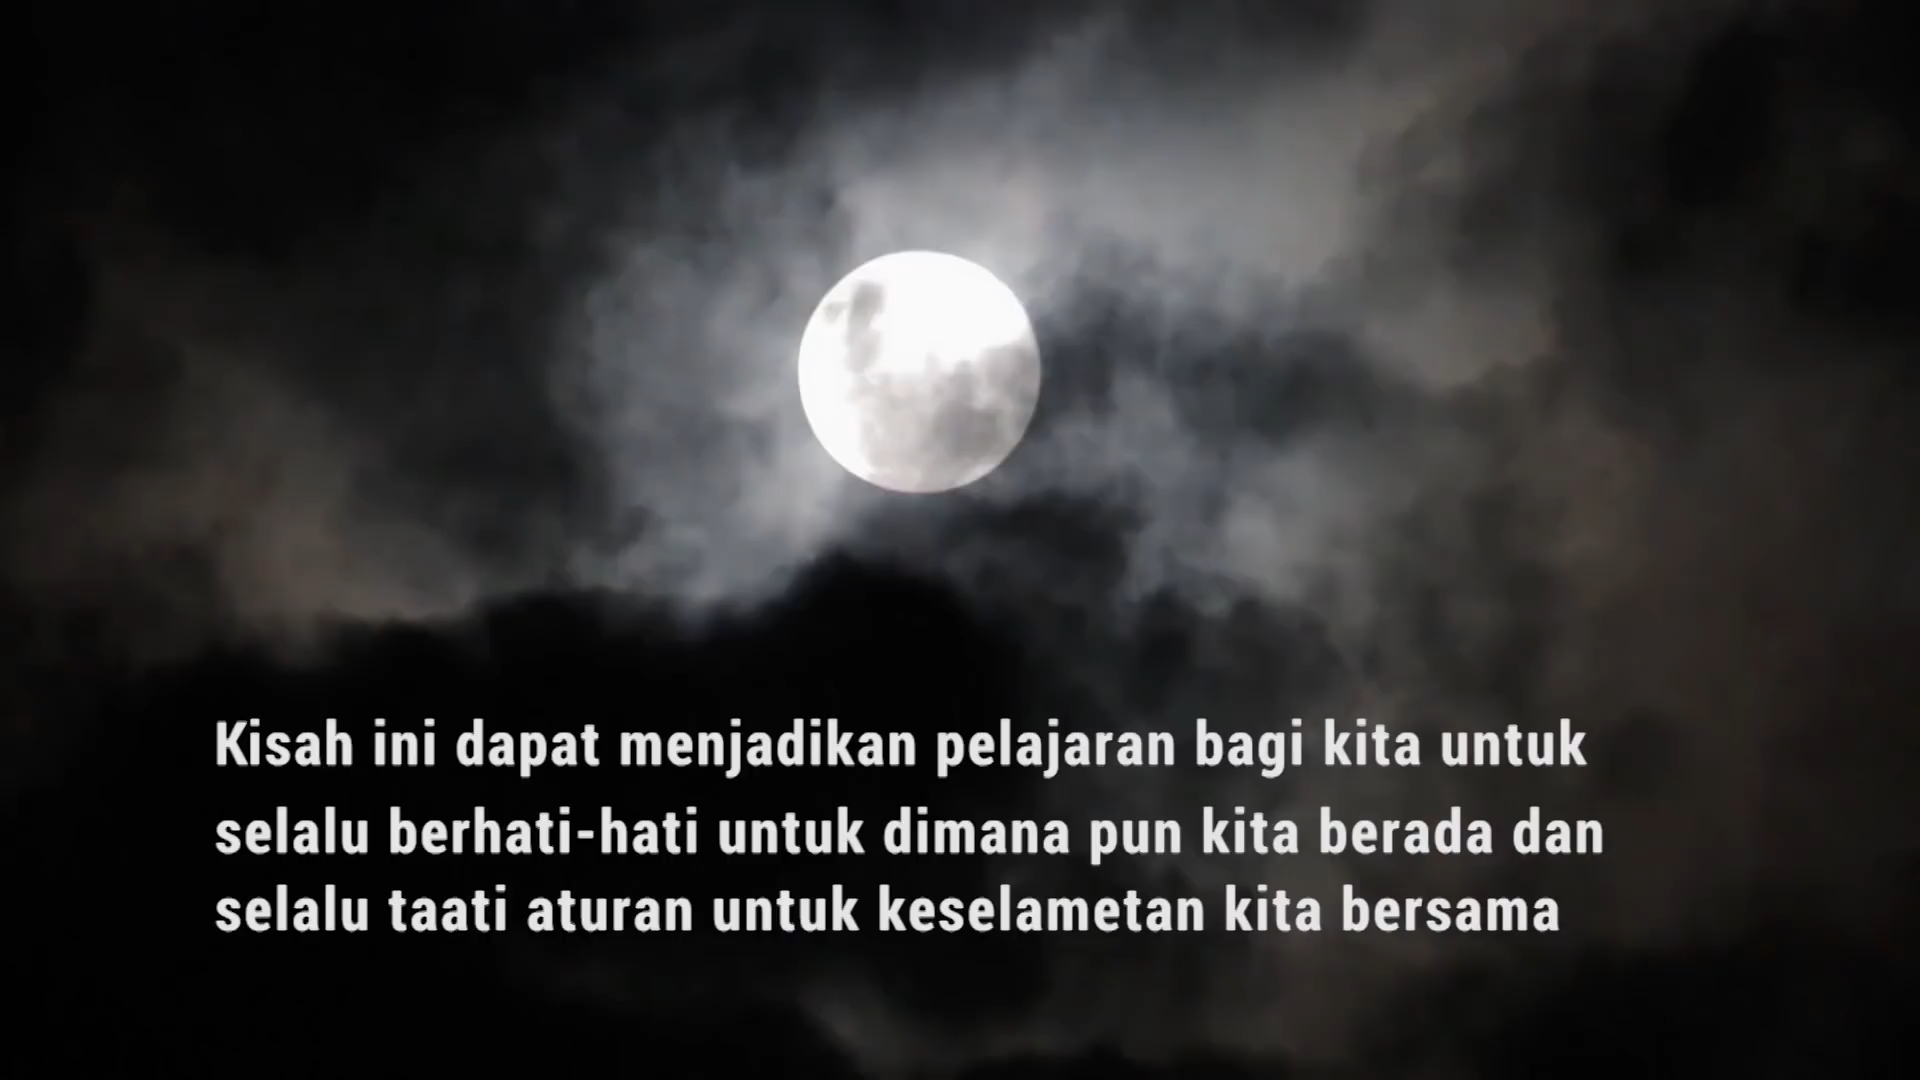 Kisah ini dapat menjadikan pelajaran bagi kita untuk
selalu berhati-hati untuk dimana pun kita berada dan
selalu taati aturan untuk keselametan kita bersama